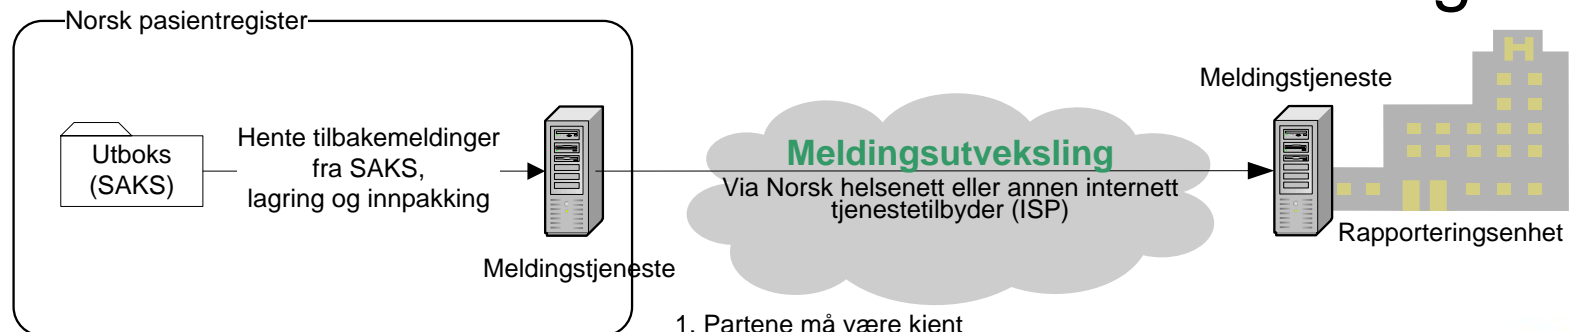 Norsk pasientregister
Utboks
(SAKS)
Hente tilbakemeldinger
fra SAKS,
lagring og innpakking
Meldingstjeneste
Meldingsutveksling
Via Norsk helsenett eller annen internett
tjenestetilbyder (ISP)
Meldingstjeneste
H
Rapporteringsenhet
1. Partene må være kjent